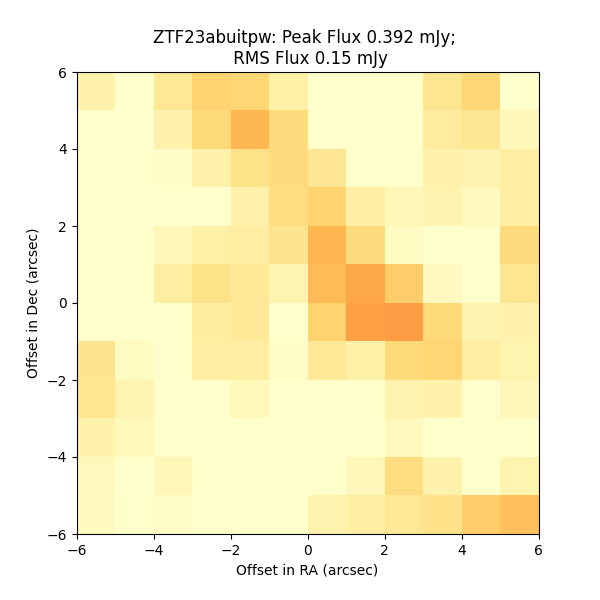 ZTF23abuitpw: Peak Flux 0.392 mJy;
RMS Flux 0.15 mJy
6
4
2
0
−2
−4
−6
Offset in Dec (arcsec)
−6 −4 −2 0 2 4 6
Offset in RA (arcsec)